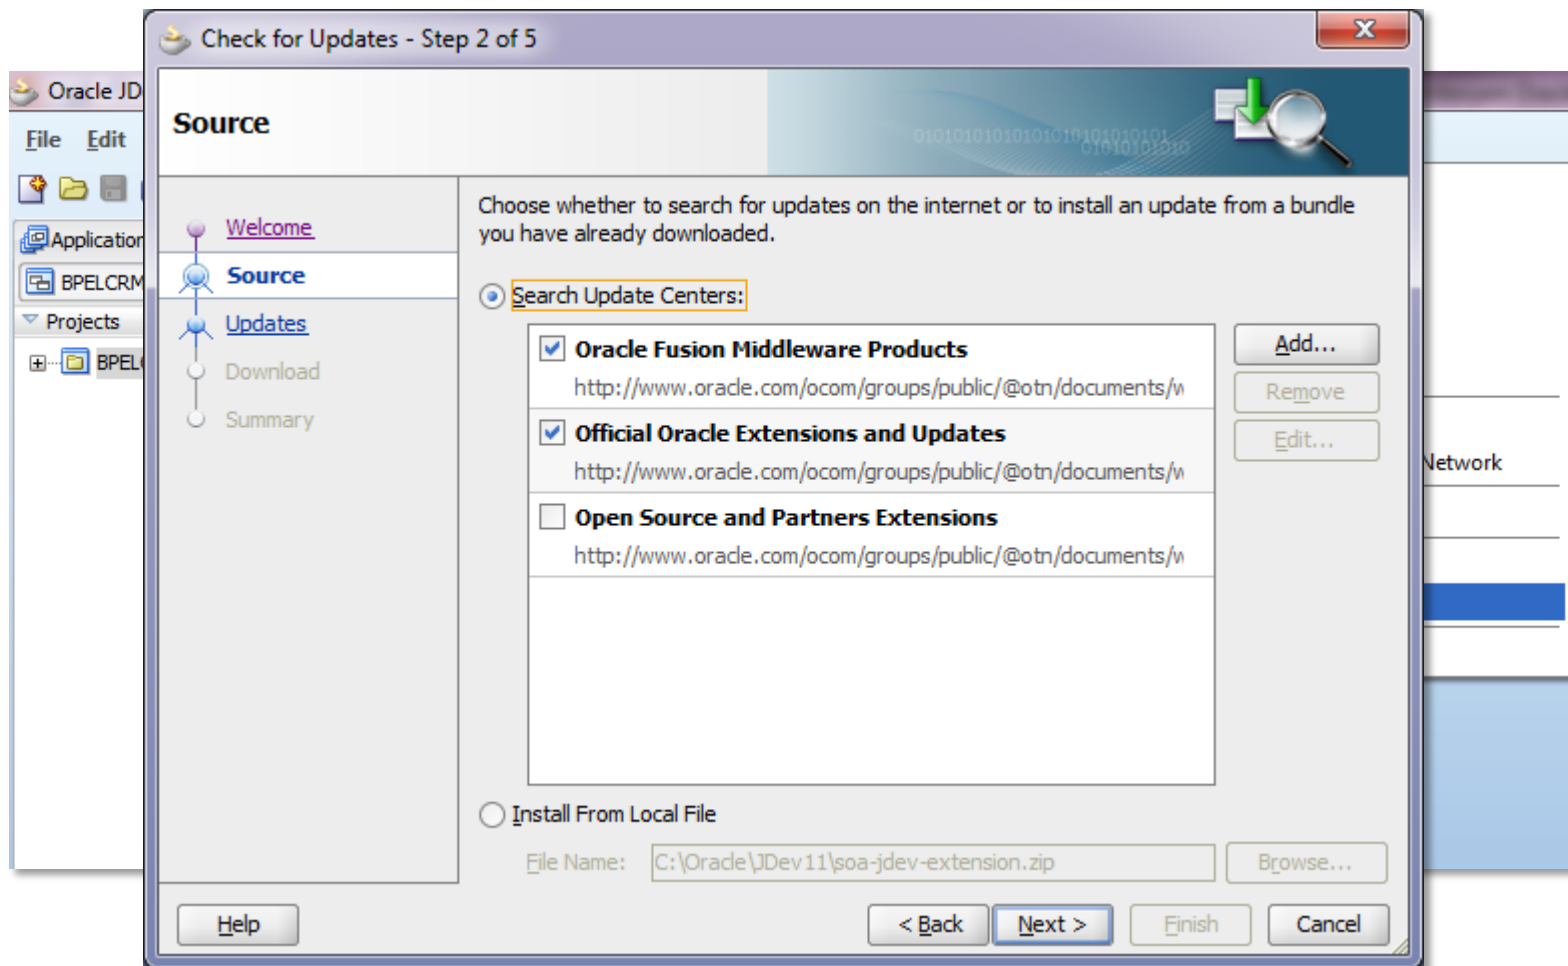 Check for Updates - Step 2 of 5
Oracle JD
File Edit
Source
Application
BPELCRM
Projects
BPEL
Welcome
Source
Updates
Download
Summary
Choose whether to search for updates on the internet or to install an update from a bundle
you have already downloaded.
Search Update Centers:
Oracle Fusion Middleware Products
http://www.oracle.com/ocom/groups/public/@otn/documents/w
Official Oracle Extensions and Updates
http://www.oracle.com/ocom/groups/public/@otn/documents/w
Open Source and Partners Extensions
http://www.oracle.com/ocom/groups/public/@otn/documents/w
Add...
Remove
Edit...
Network
Install From Local File
File Name: C:\Oracle\JDev11\soa-jdev-extension.zip Browse...
Help < Back Next > Finish Cancel